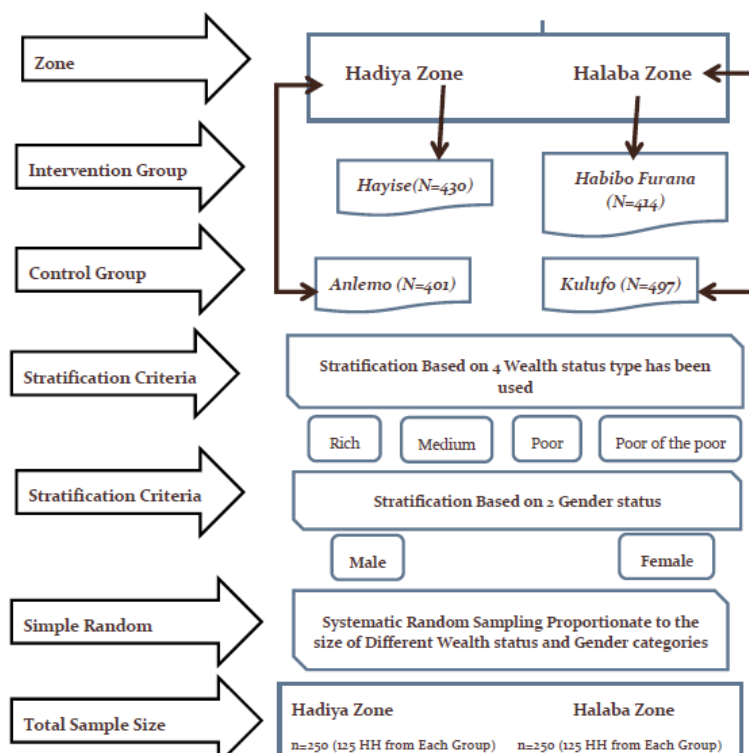 Zone
Hadiya Zone Halaba Zone
Intervention Group
Hayise(N=430)
Habibo Furana
(N=414)
Control Group
Anlemo (N=401)
Kulufo (N=497)
Stratification Criteria
Stratification Based on 4 Wealth status type has been
used
Rich
Medium
Poor
Poor of the poor
Stratification Criteria
Stratification Based on 2 Gender status
Male
Female
Simple Random
Systematic Random Sampling Proportionate to the
size of Different Wealth status and Gender categories
Total Sample Size
Hadiya Zone Halaba Zone
n=250 (125 HH from Each Group) n=250 (125 HH from Each Group)